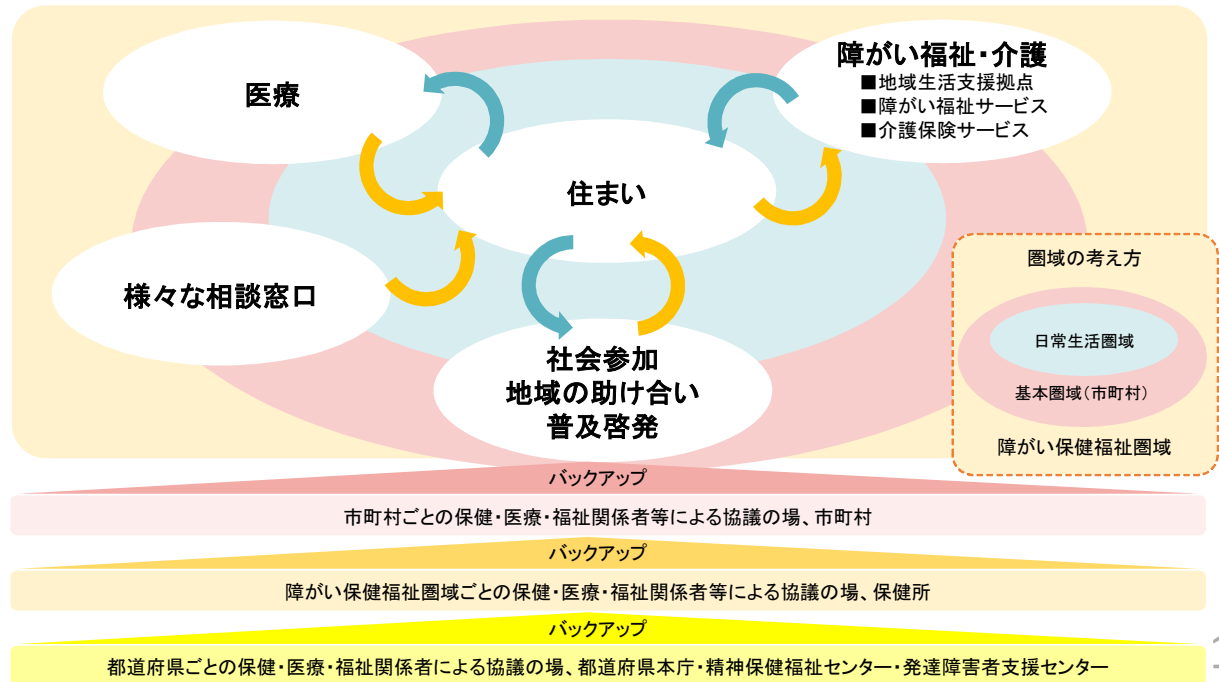 医療
障がい福祉・介護
■地域生活支援拠点
■障がい福祉サービス
■介護保険サービス
住まい
様々な相談窓口
社会参加
地域の助け合い
普及啓発
圏域の考え方
日常生活圏域
基本圏域（市町村）
障がい保健福祉圏域
バックアップ
市町村ごとの保健・医療・福祉関係者等による協議の場、市町村
バックアップ
障がい保健福祉圏域ごとの保健・医療・福祉関係者等による協議の場、保健所
バックアップ
都道府県ごとの保健・医療・福祉関係者による協議の場、都道府県本庁・精神保健福祉センター・発達障害者支援センター